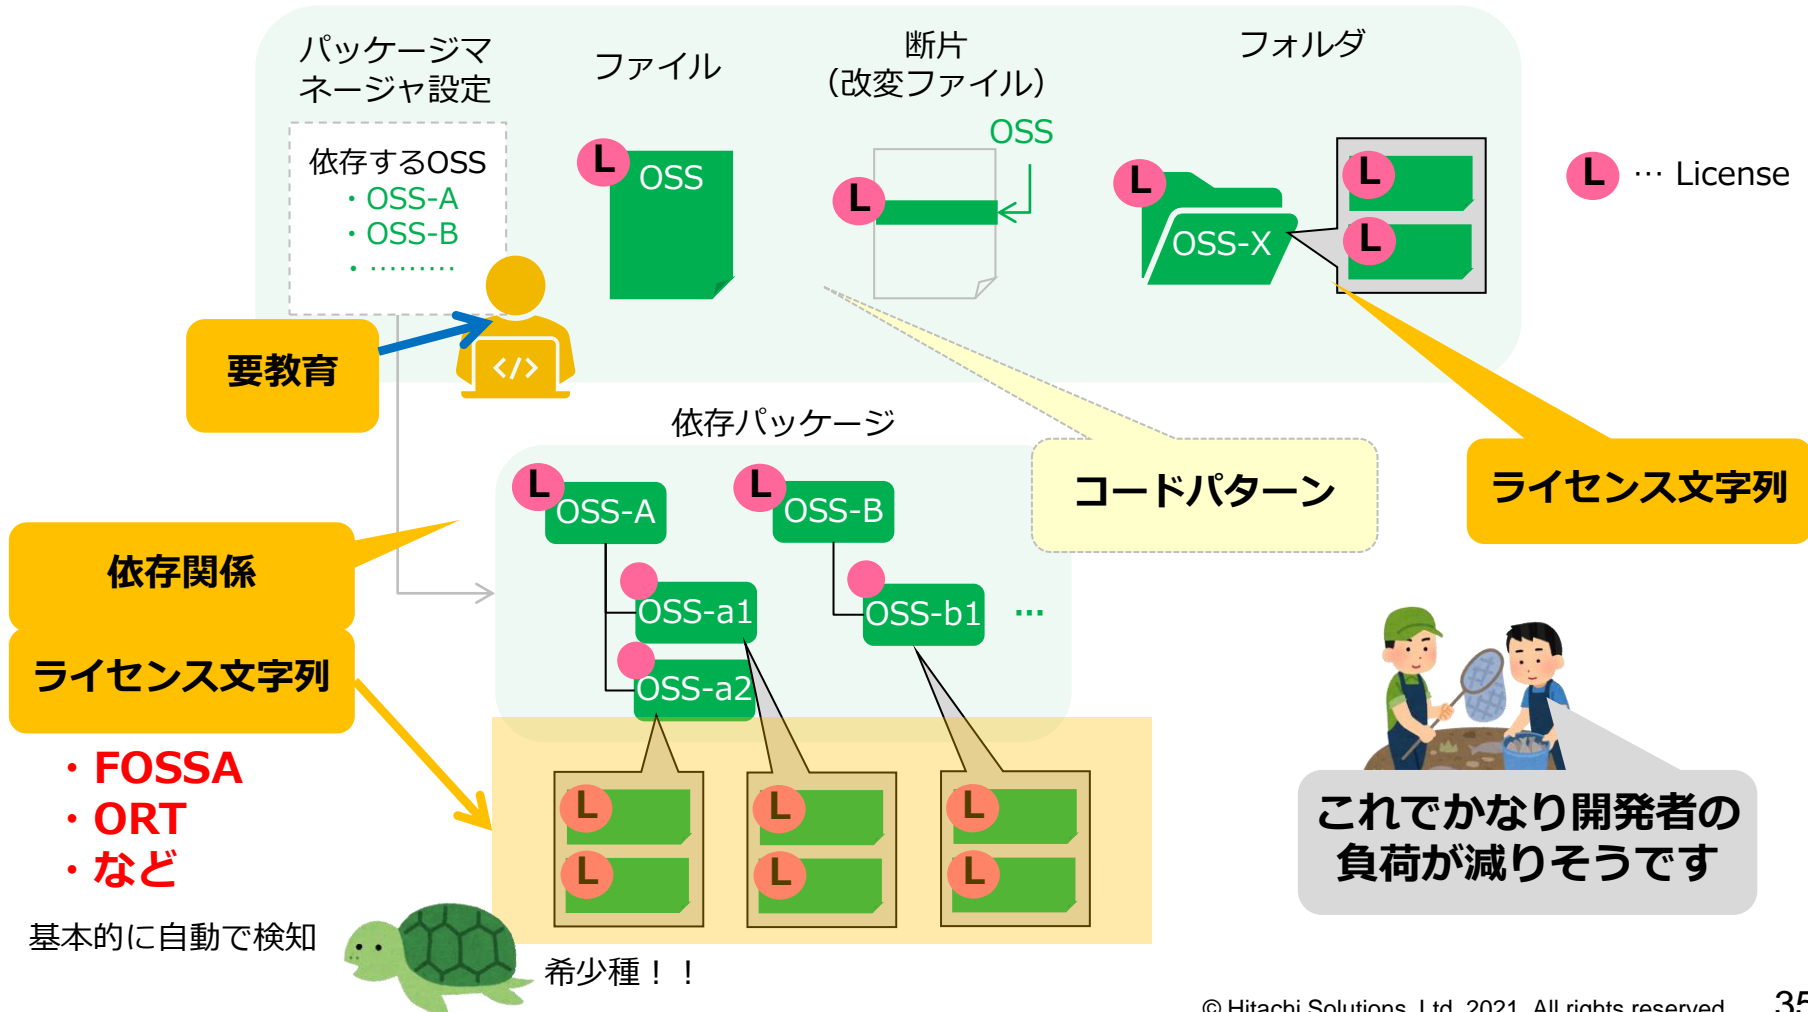 パッケージマ
ネージャ設定
ファイル
断片
（改変ファイル）
フォルダ
依存するOSS
・OSS-A
・OSS-B
・………
L
OSS
L
OSS
L
OSS-X
L
L
L … License
要教育
</>
依存パッケージ
コードパターン
ライセンス文字列
L
OSS-A
L
OSS-B
OSS-a1
OSS-b1
…
OSS-a2
依存関係
ライセンス文字列
・FOSSA
・ORT
・など
L
L
L
L
L
L
これでかなり開発者の
負荷が減りそうです
基本的に自動で検知
希少種！！
© Hitachi Solutions, Ltd. 2021. All rights reserved.
35